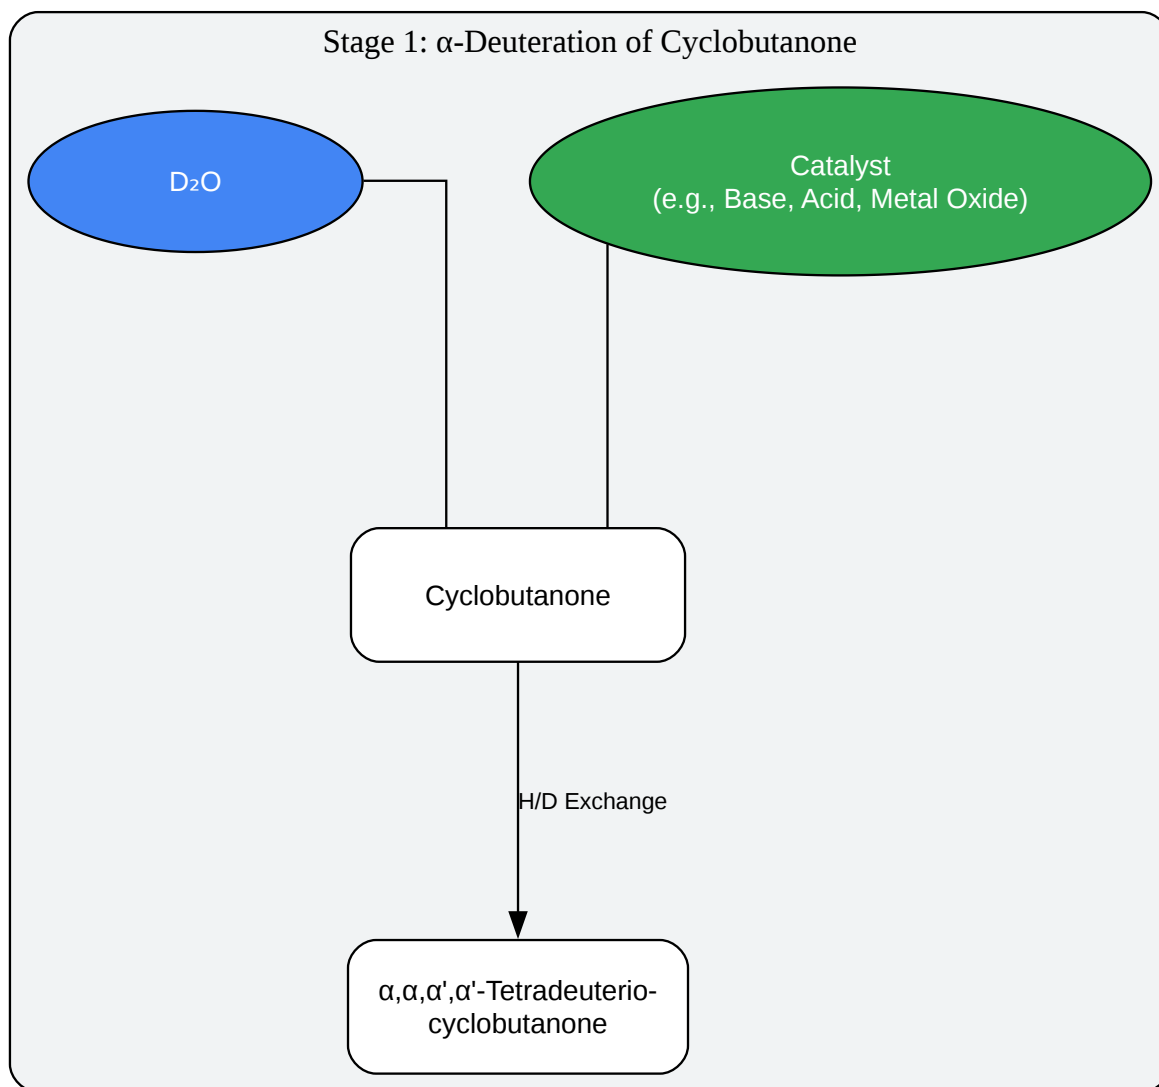 Stage 1: α-Deuteration of Cyclobutanone
D₂O
Catalyst
(e.g., Base, Acid, Metal Oxide)
Cyclobutanone
H/D Exchange
α,α,α',α'-Tetradeuterio-
cyclobutanone